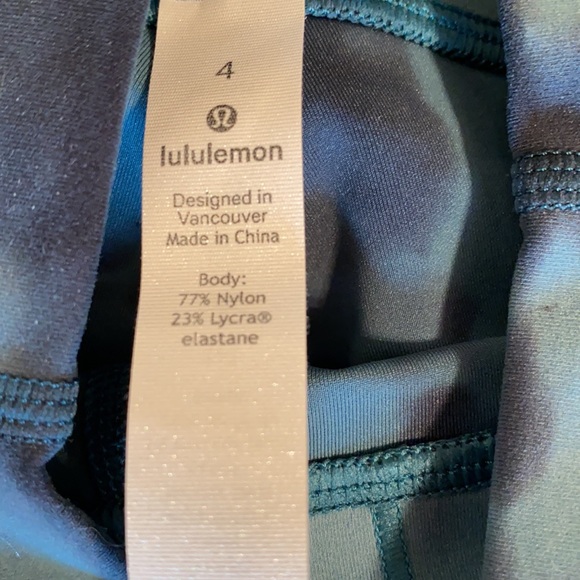 4
lululemon
Designed in
Vancouver
Made in China
Body:
77% Nylon
23% Lycra®
elastane